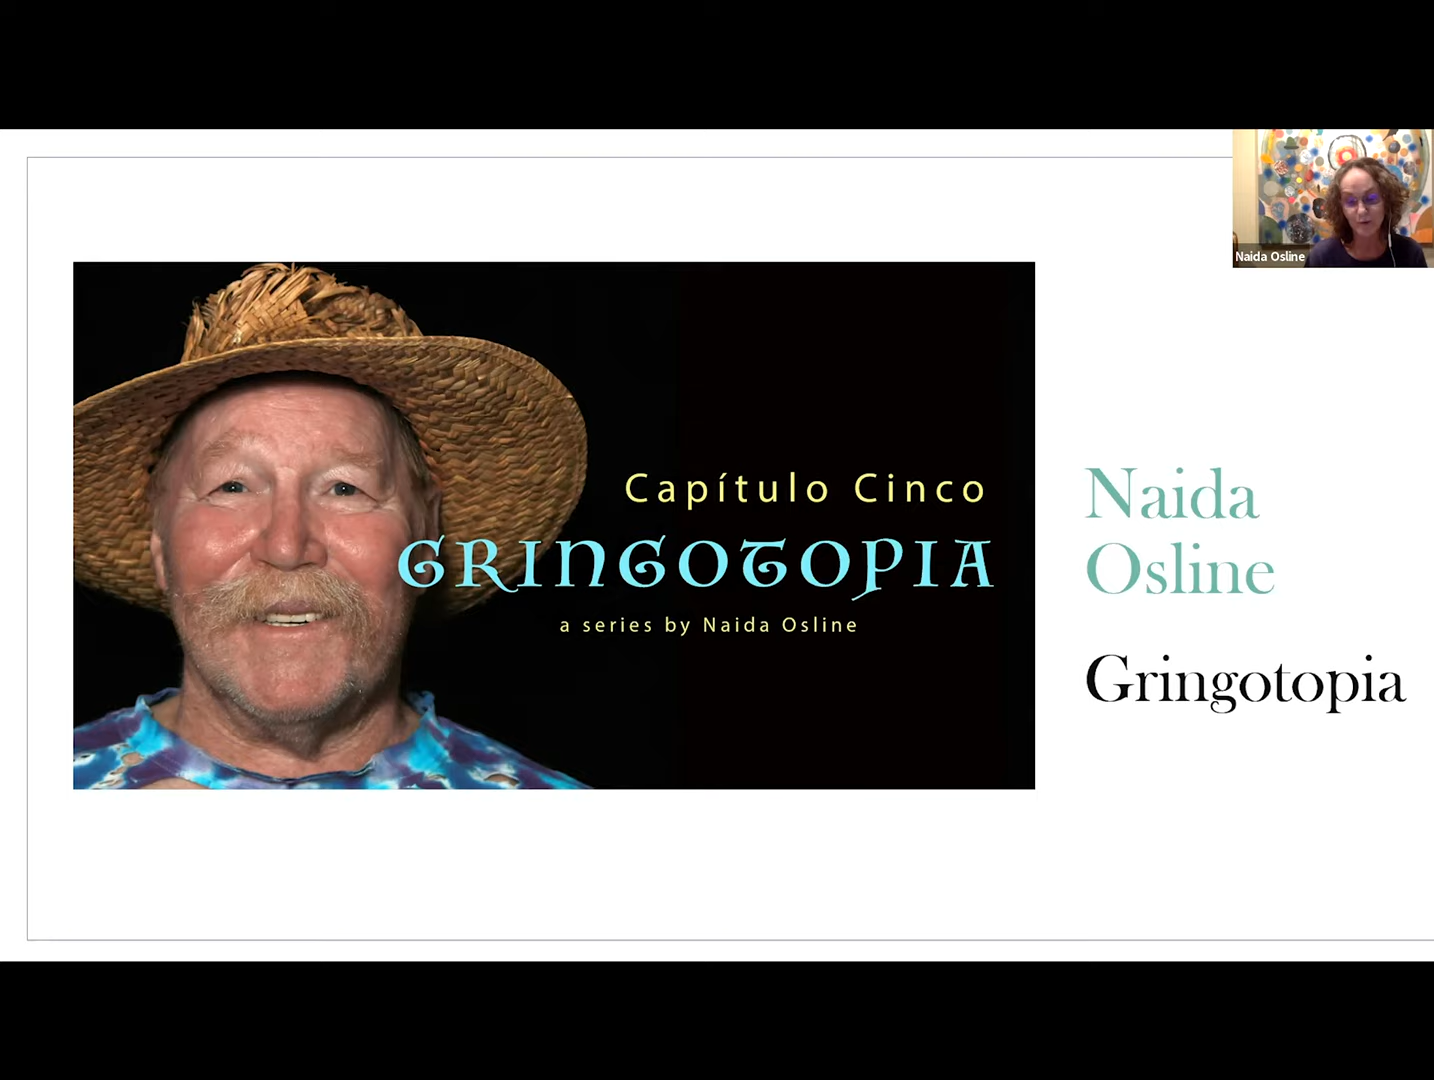 Naida Osline
Capítulo Cinco
GRINGOTOPIA
a series by Naida Osline
Naida
Osline
Gringotopia